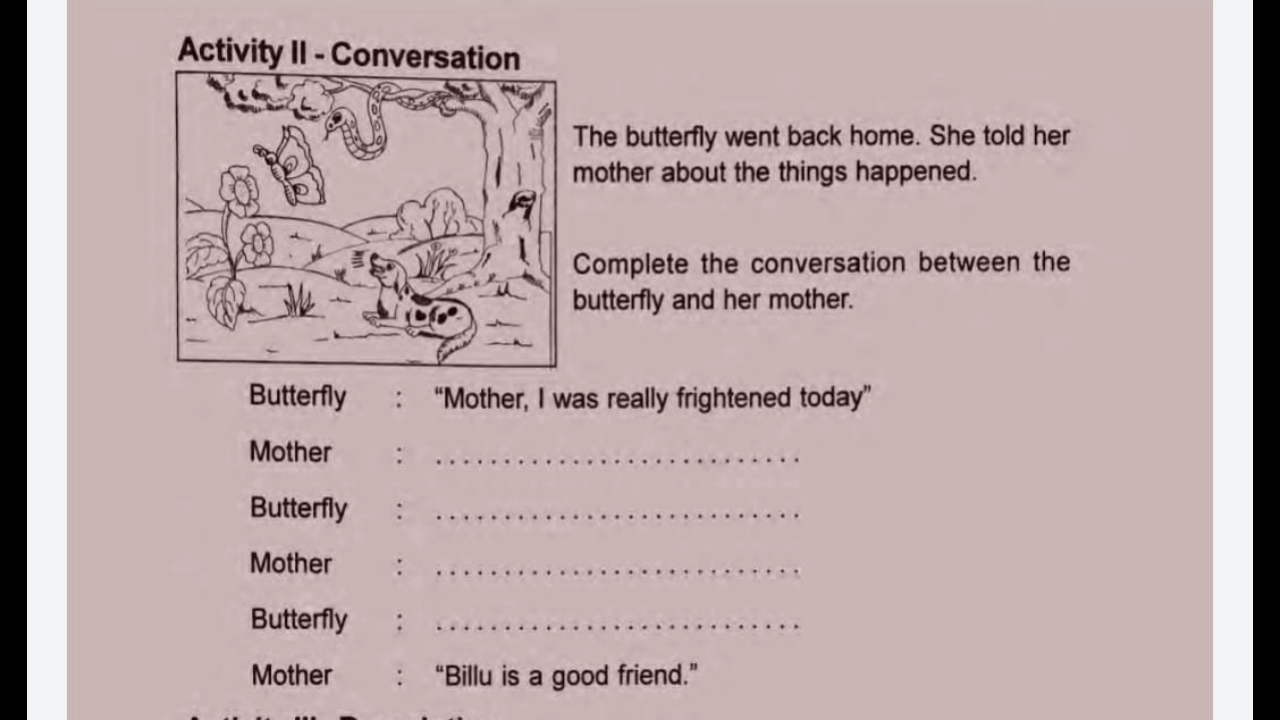 Activity II - Conversation
The butterfly went back home. She told her
mother about the things happened.
Complete the conversation between the
butterfly and her mother.
Butterfly : “Mother, I was really frightened today”
Mother : ...........................
Butterfly : ...........................
Mother : ...........................
Butterfly : ...........................
Mother : “Billu is a good friend.”